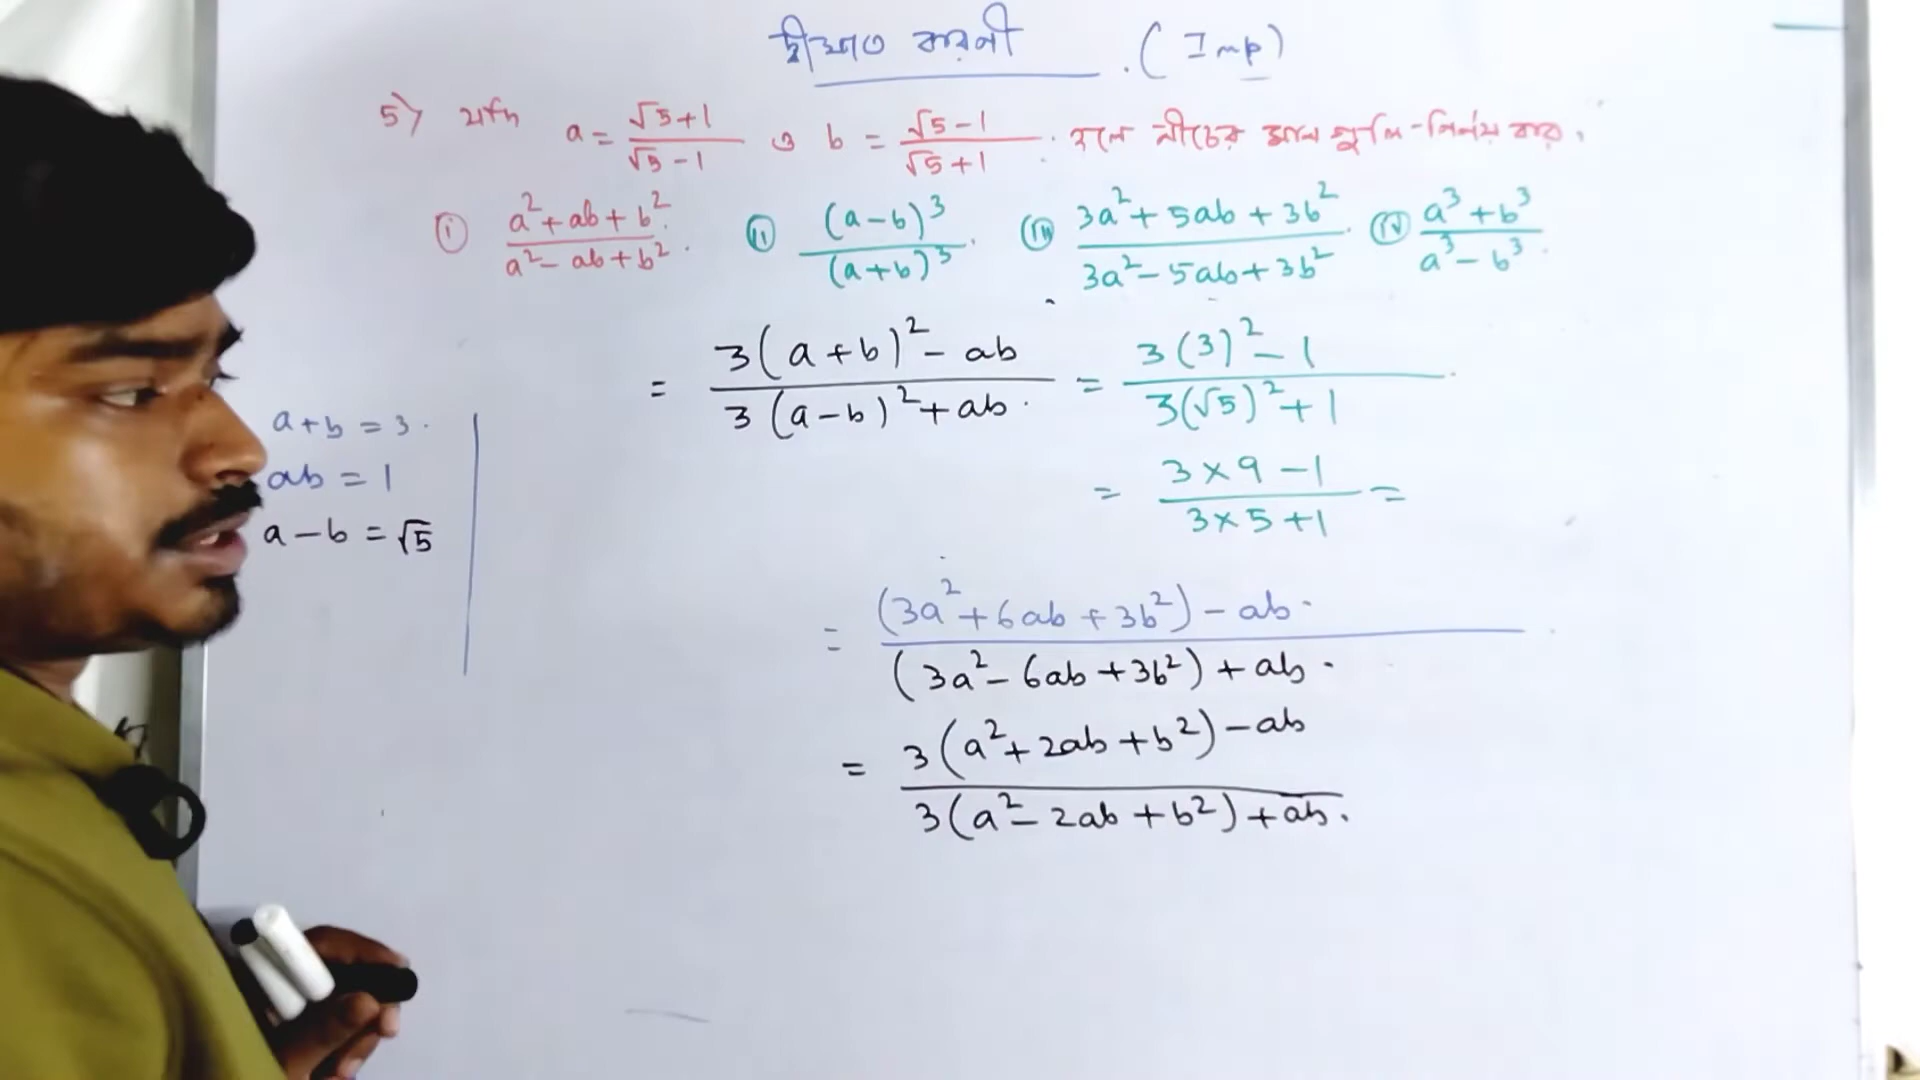 দ্বিঘাত করণী . (Imp)
5) যদি a = (√5+1)/(√5-1) ও b = (√5-1)/(√5+1) . হলে নীচের মান গুলি-নির্ণয় কর .
(i) (a²+ab+b²)/(a²-ab+b²) . (ii) (a-b)³/(a+b)³ . (iii) (3a²+5ab+3b²)/(3a²-5ab+3b²) . (iv) (a³+b³)/(a³-b³) .
= (3(a+b)²-ab)/(3(a-b)²+ab) . = (3(3)²-1)/(3(√5)²+1) .
a+b = 3 .
ab = 1
a-b = √5
= (3×9-1)/(3×5+1) =
= ((3a²+6ab+3b²)-ab .)/((3a²-6ab+3b²)+ab .)
= (3(a²+2ab+b²)-ab)/(3(a²-2ab+b²)+ab .)